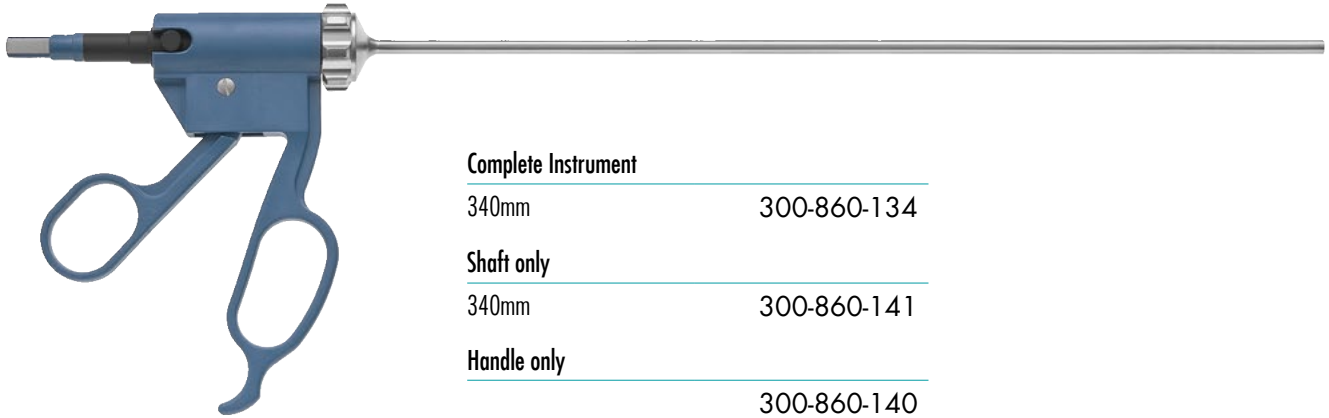 Complete Instrument
340mm 300-860-134
Shaft only
340mm 300-860-141
Handle only
300-860-140